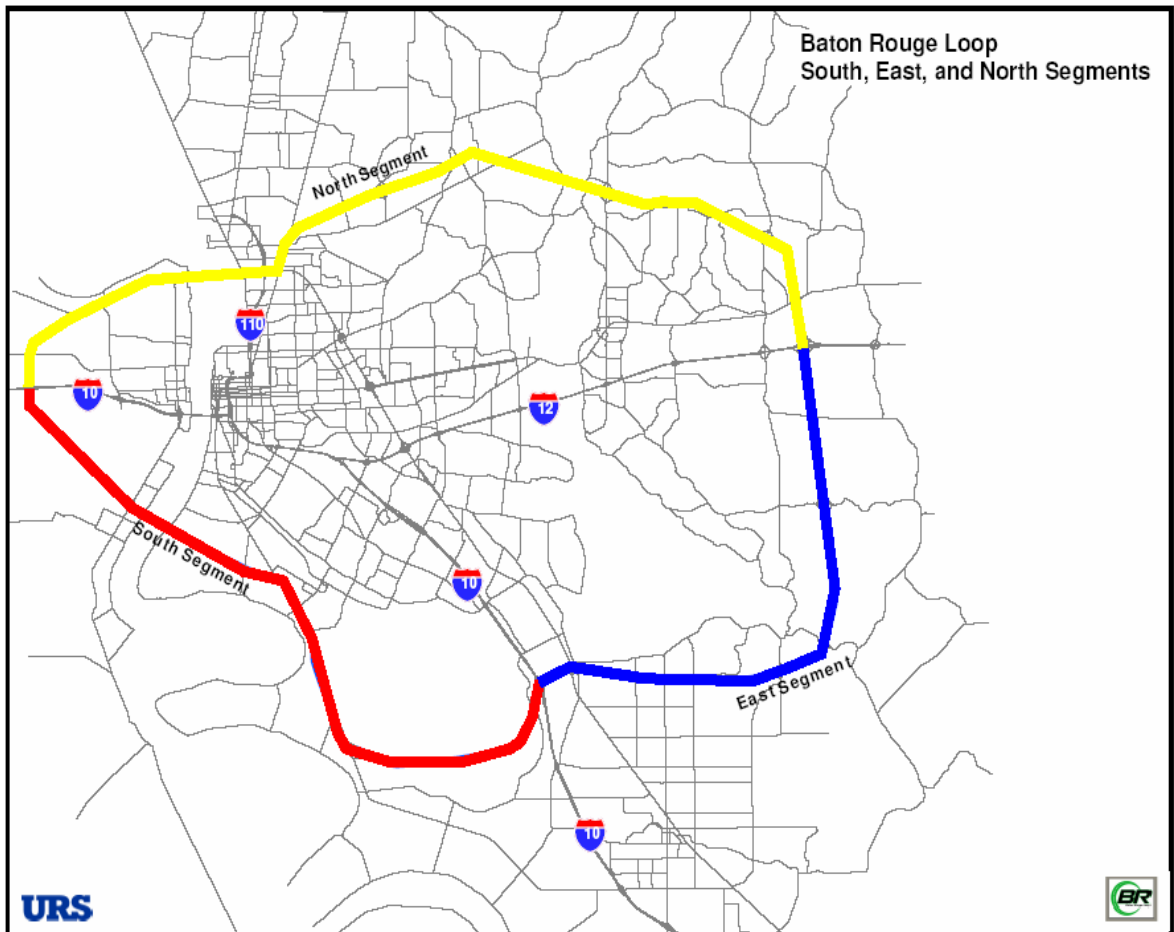 Baton Rouge Loop
South, East, and North Segments
North Segment
110
10
12
South Segment
10
East Segment
10
URS
BR